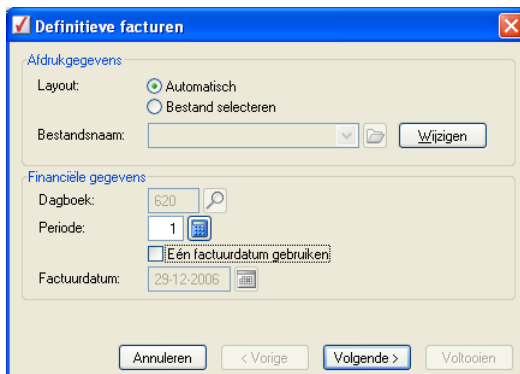 Definitieve facturen
Afdrukgegevens
Layout: Automatisch
Bestand selecteren
Bestandsnaam: Wijzigen
Financiële gegevens
Dagboek: 620
Periode: 1
Eén factuurdatum gebruiken
Factuurdatum: 29-12-2006
Annuleren < Vorige Volgende > Voltooien